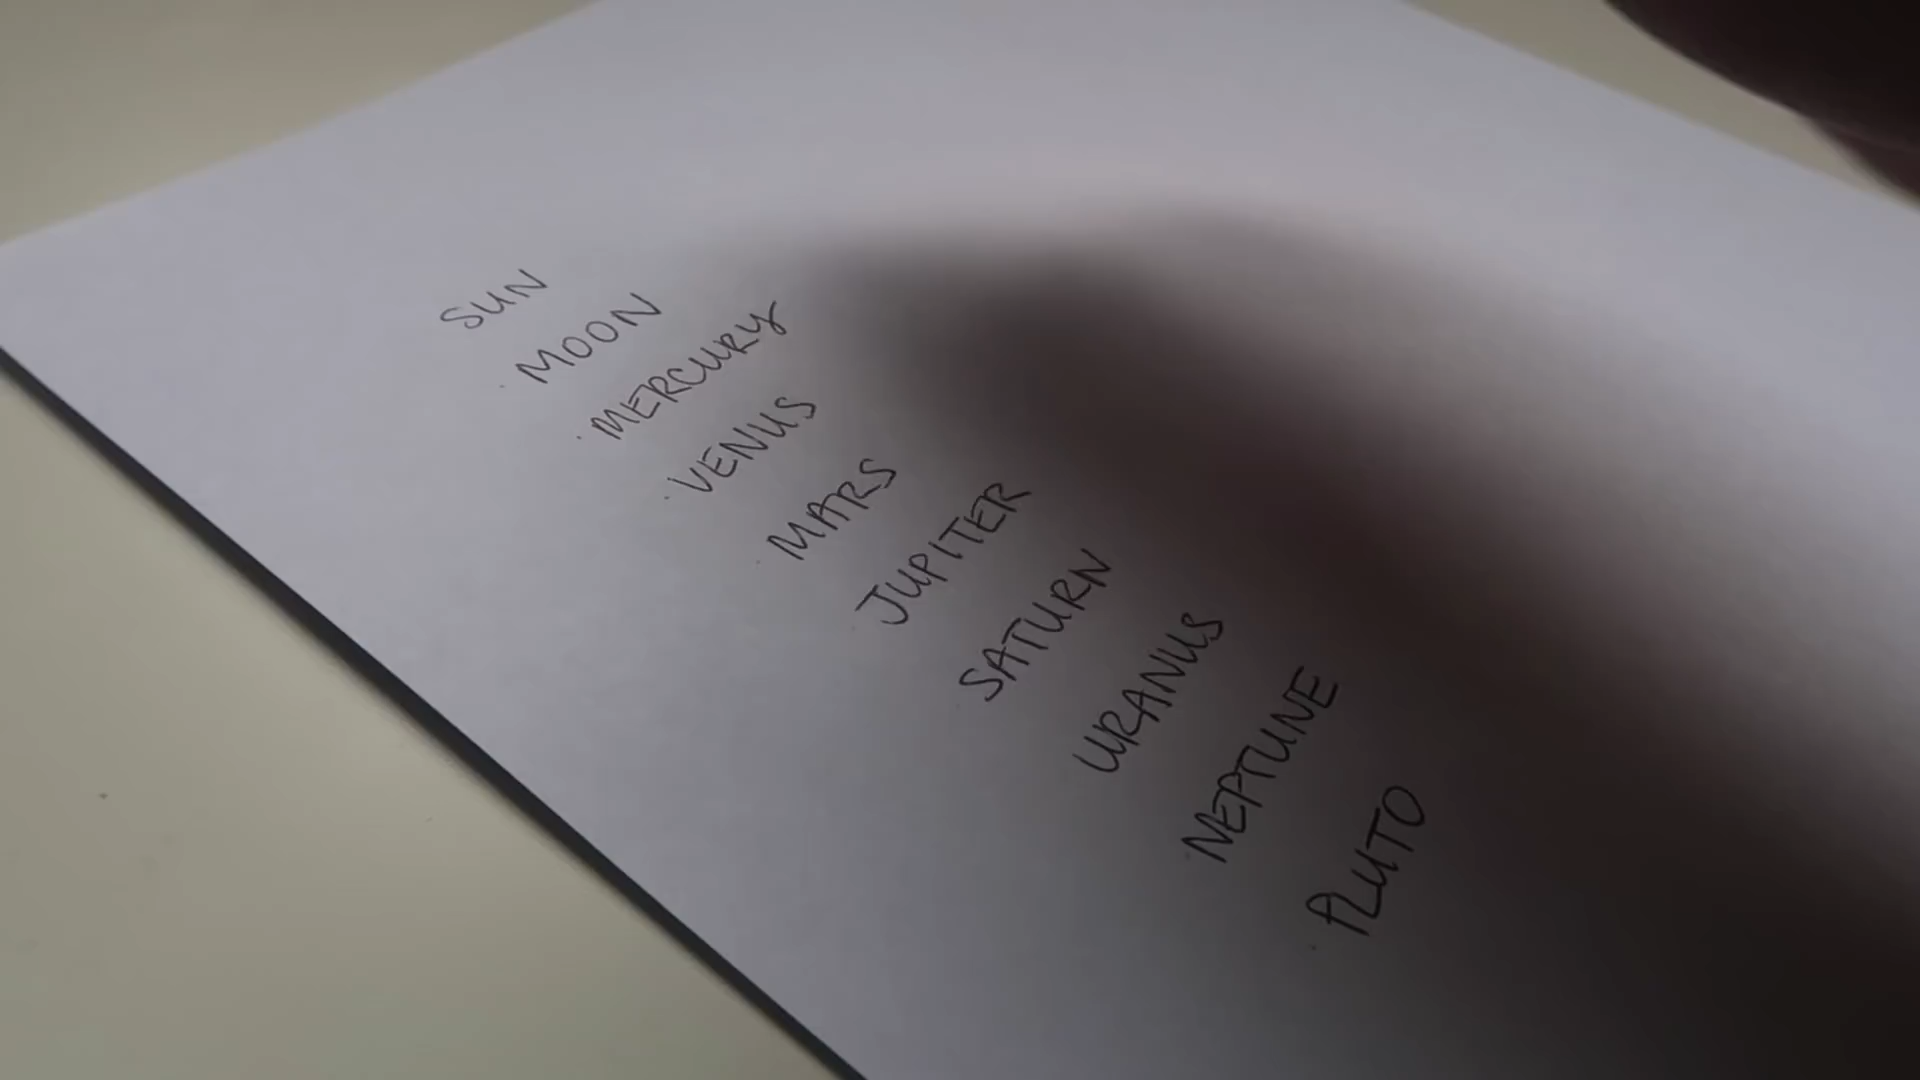 SUN
MOON
MERCURY
VENUS
MARS
JUPITER
SATURN
URANUS
NEPTUNE
PLUTO